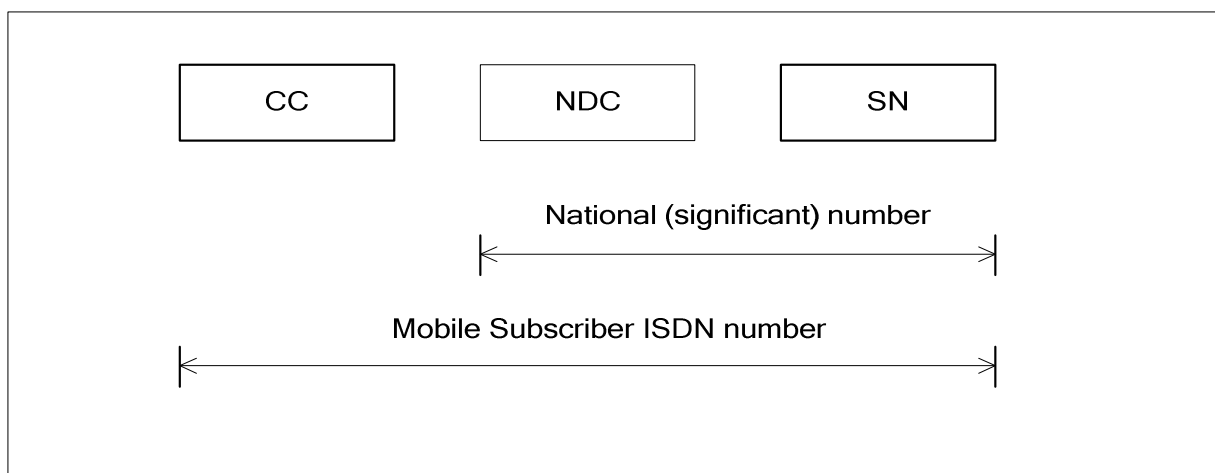 CC
NDC
SN
National (significant) number
Mobile Subscriber ISDN number